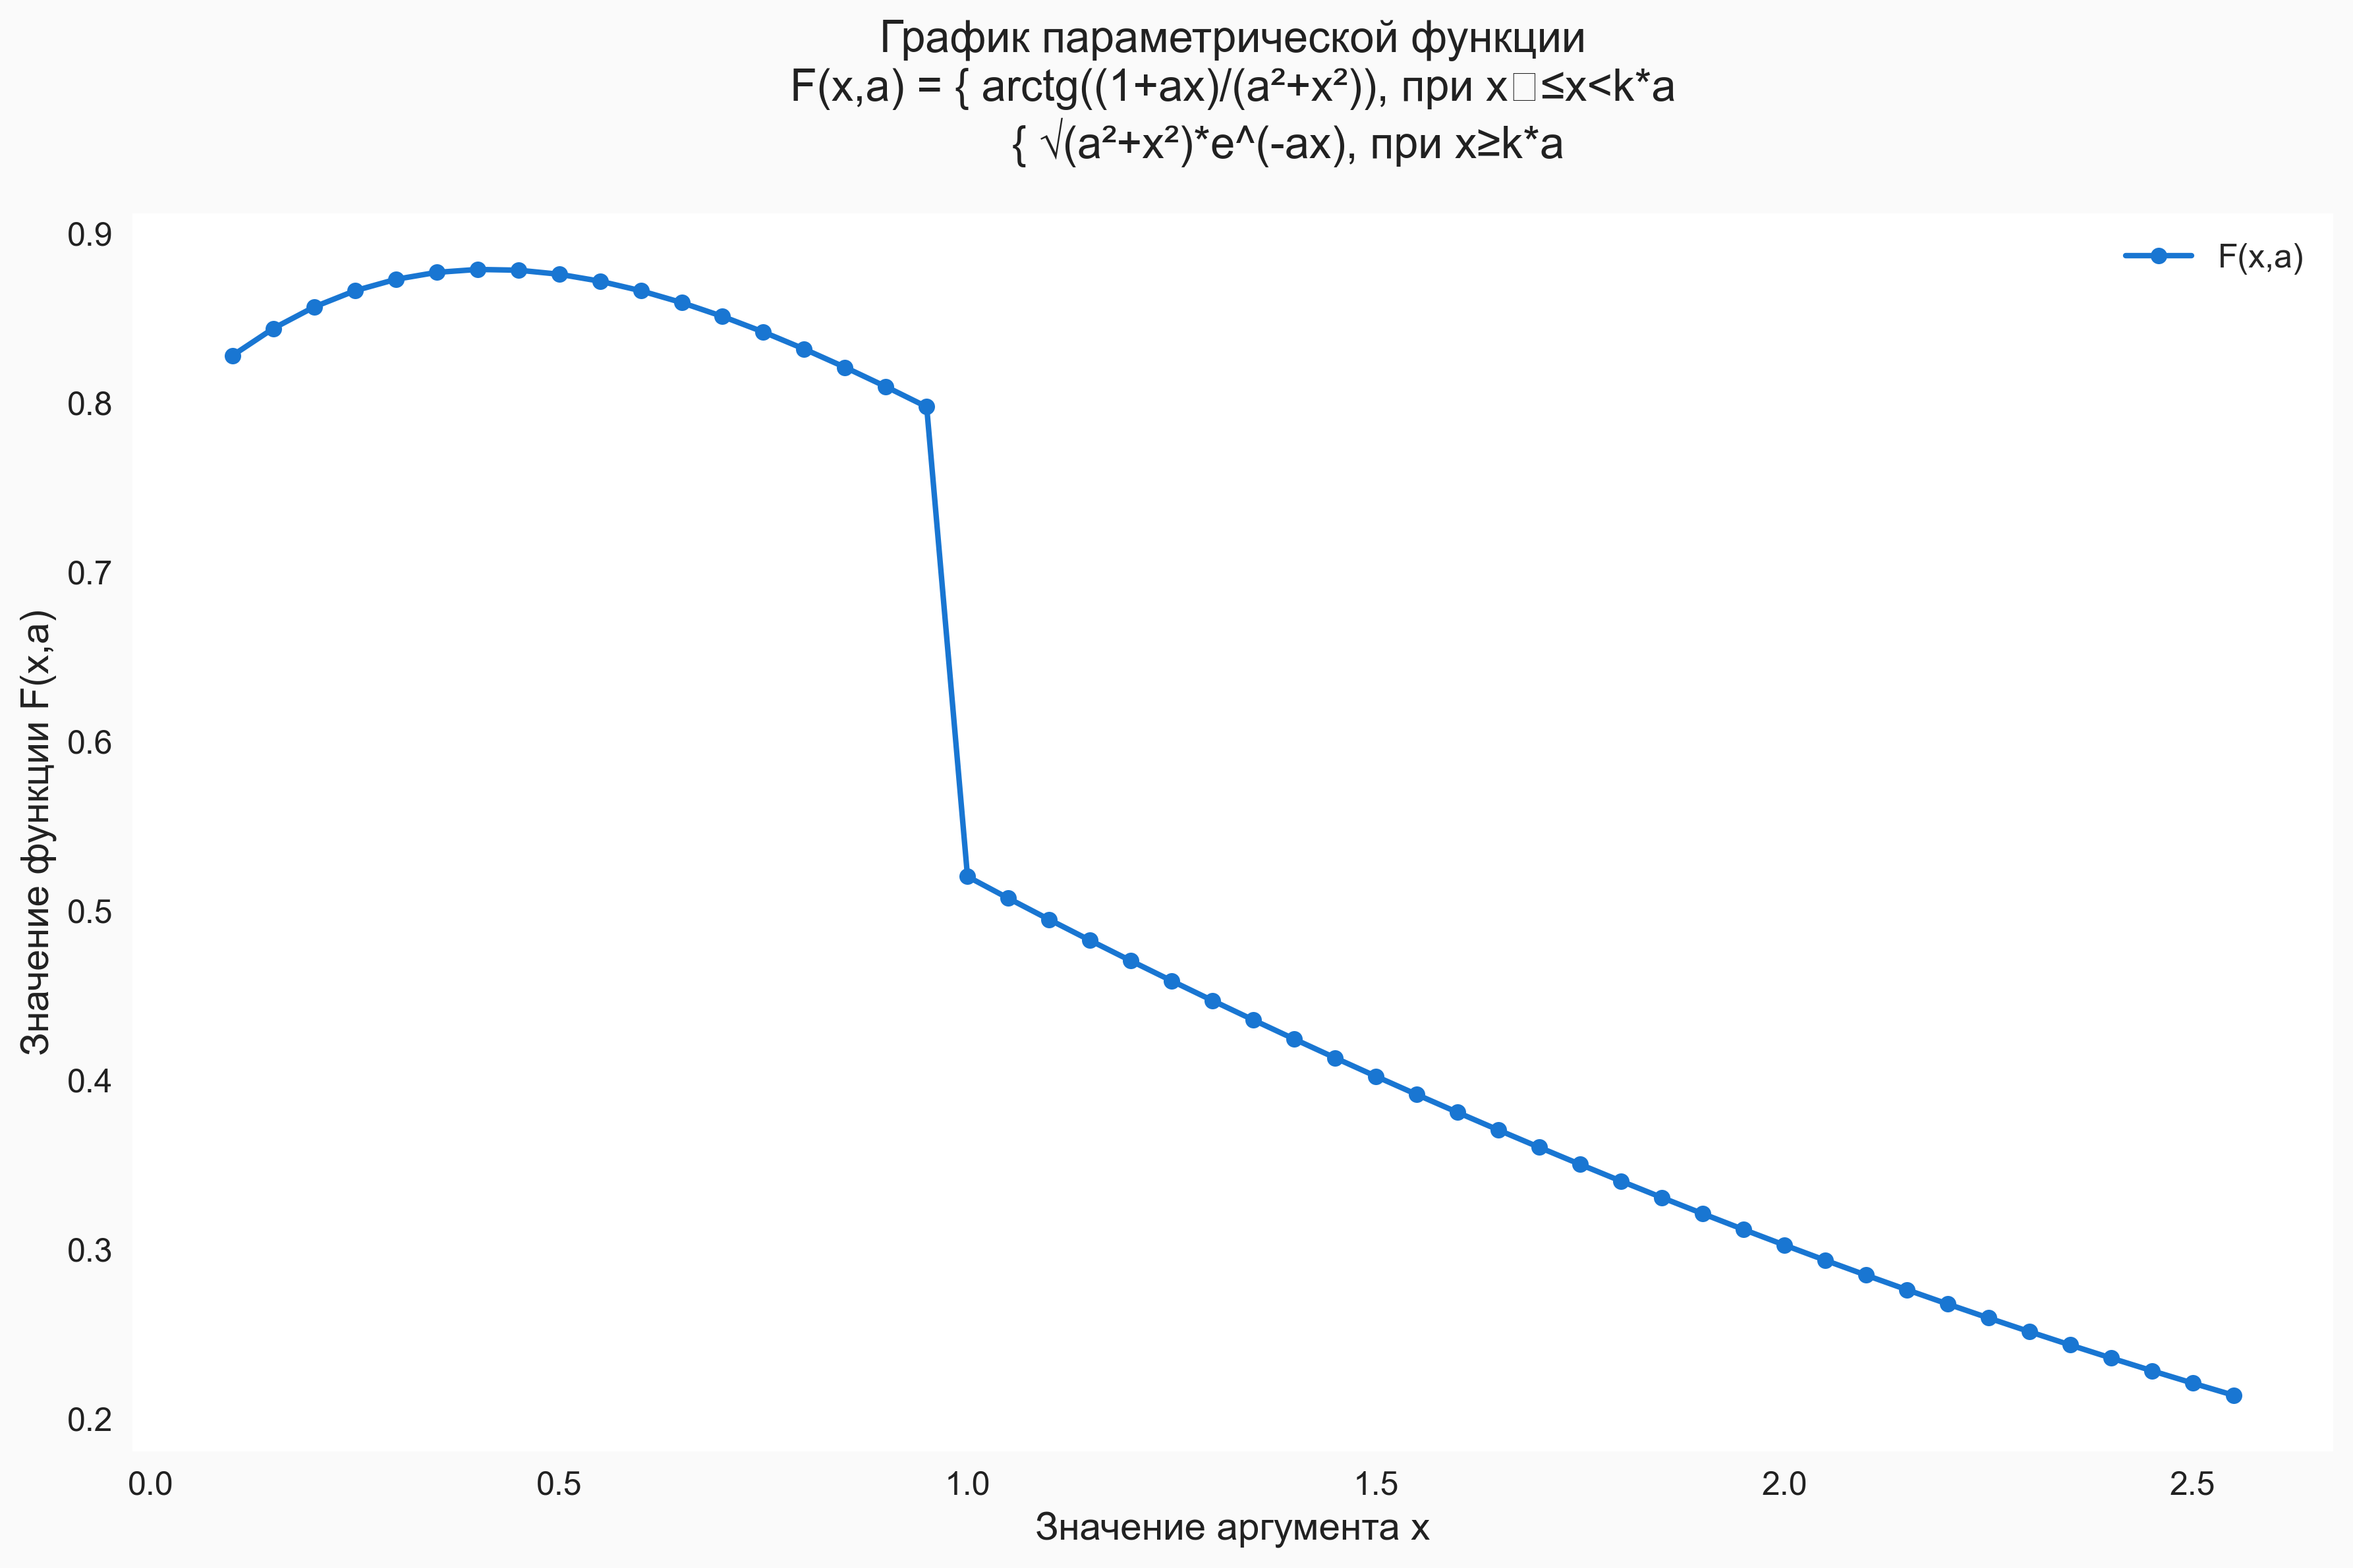 График параметрической функции
F(x,a) = { arctg((1+ax)/(a²+x²)), при x□≤x<k*a
{ √(a²+x²)*e^(-ax), при x≥k*a
F(x,a)
Значение функции F(x,a)
0.9
0.8
0.7
0.6
0.5
0.4
0.3
0.2
0.0 0.5 1.0 1.5 2.0 2.5
Значение аргумента x